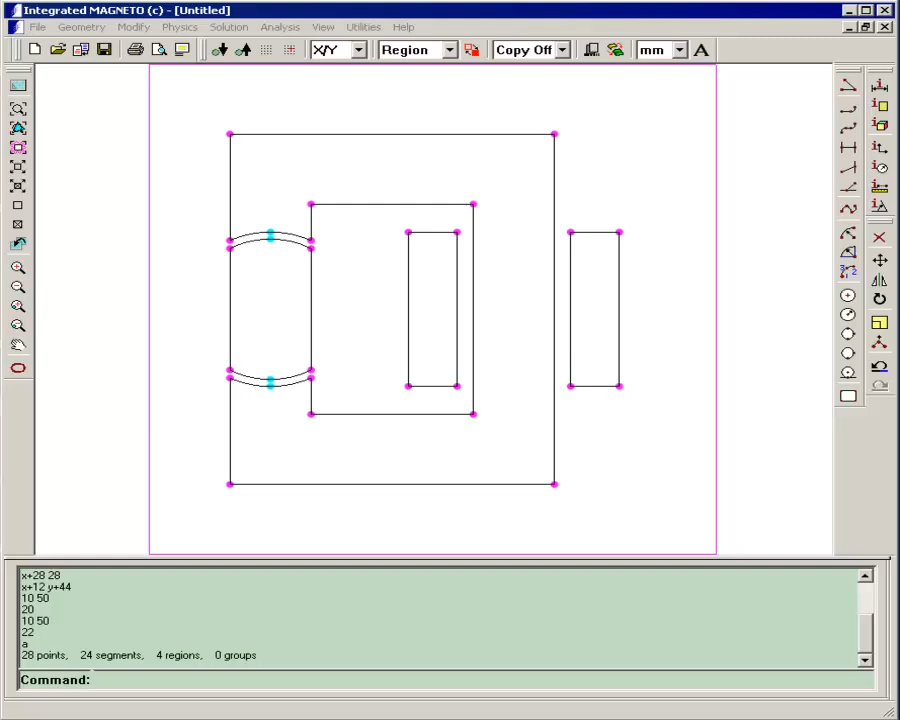 Integrated MAGNETO (c) - [Untitled]
File Geometry Modify Physics Solution Analysis View Utilities Help
X/Y Region Copy Off mm A
x+28 28
x+12 y+44
10 50
20
10 50
22
a
28 points, 24 segments, 4 regions, 0 groups
Command: